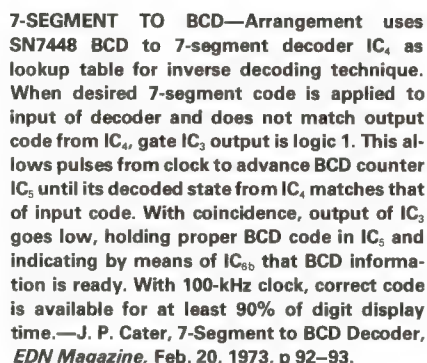 7-SEGMENT TO BCD—Arrangement uses
SN7448 BCD to 7-segment decoder IC₄ as
lookup table for inverse decoding technique.
When desired 7-segment code is applied to
input of decoder and does not match output
code from IC₄, gate IC₃ output is logic 1. This al-
lows pulses from clock to advance BCD counter
IC₅ until its decoded state from IC₄ matches that
of input code. With coincidence, output of IC₃
goes low, holding proper BCD code in IC₅ and
indicating by means of IC₆b that BCD informa-
tion is ready. With 100-kHz clock, correct code
is available for at least 90% of digit display
time.—J. P. Cater, 7-Segment to BCD Decoder,
EDN Magazine, Feb. 20, 1973, p 92–93.